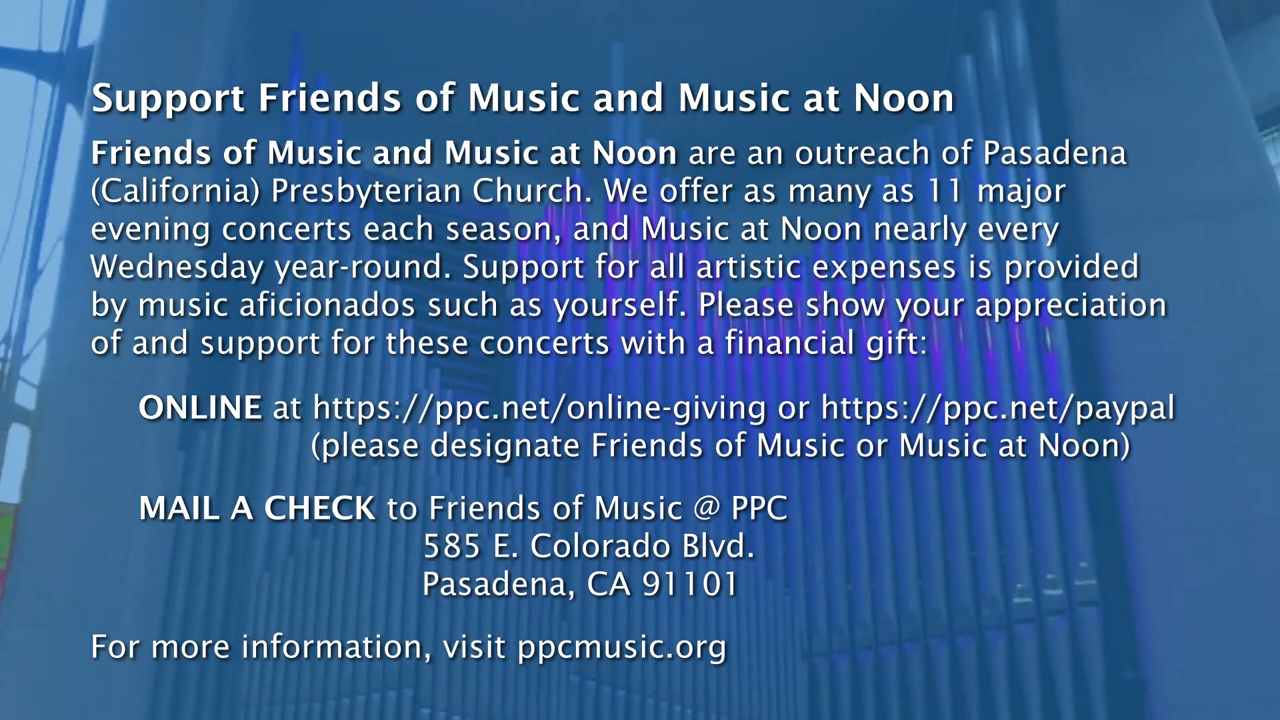 Support Friends of Music and Music at Noon
Friends of Music and Music at Noon are an outreach of Pasadena
(California) Presbyterian Church. We offer as many as 11 major
evening concerts each season, and Music at Noon nearly every
Wednesday year-round. Support for all artistic expenses is provided
by music aficionados such as yourself. Please show your appreciation
of and support for these concerts with a financial gift:
ONLINE at https://ppc.net/online-giving or https://ppc.net/paypal
(please designate Friends of Music or Music at Noon)
MAIL A CHECK to Friends of Music @ PPC
585 E. Colorado Blvd.
Pasadena, CA 91101
For more information, visit ppcmusic.org